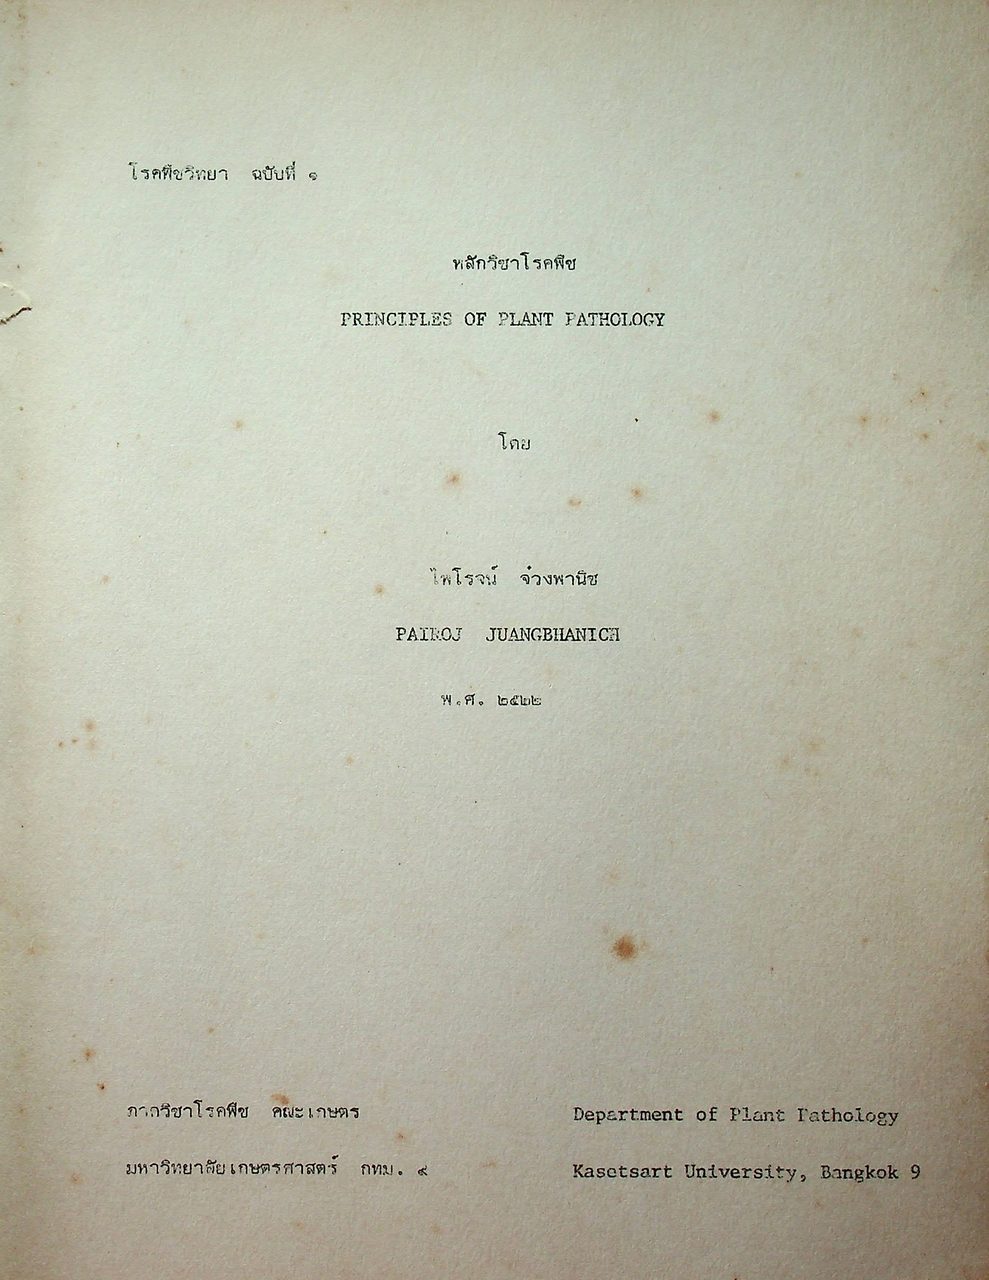 โรคพืชวิทยา ฉบับที่ ๑
หลักวิชาโรคพืช
PRINCIPLES OF PLANT PATHOLOGY
โดย
ไพโรจน์ จ๋วงพานิช
PAIROJ JUANGBHANICH
พ.ศ. ๒๕๒๒
ภาควิชาโรคพืช คณะเกษตร
Department of Plant Pathology
มหาวิทยาลัยเกษตรศาสตร์ กทม. ๙
Kasetsart University, Bangkok 9